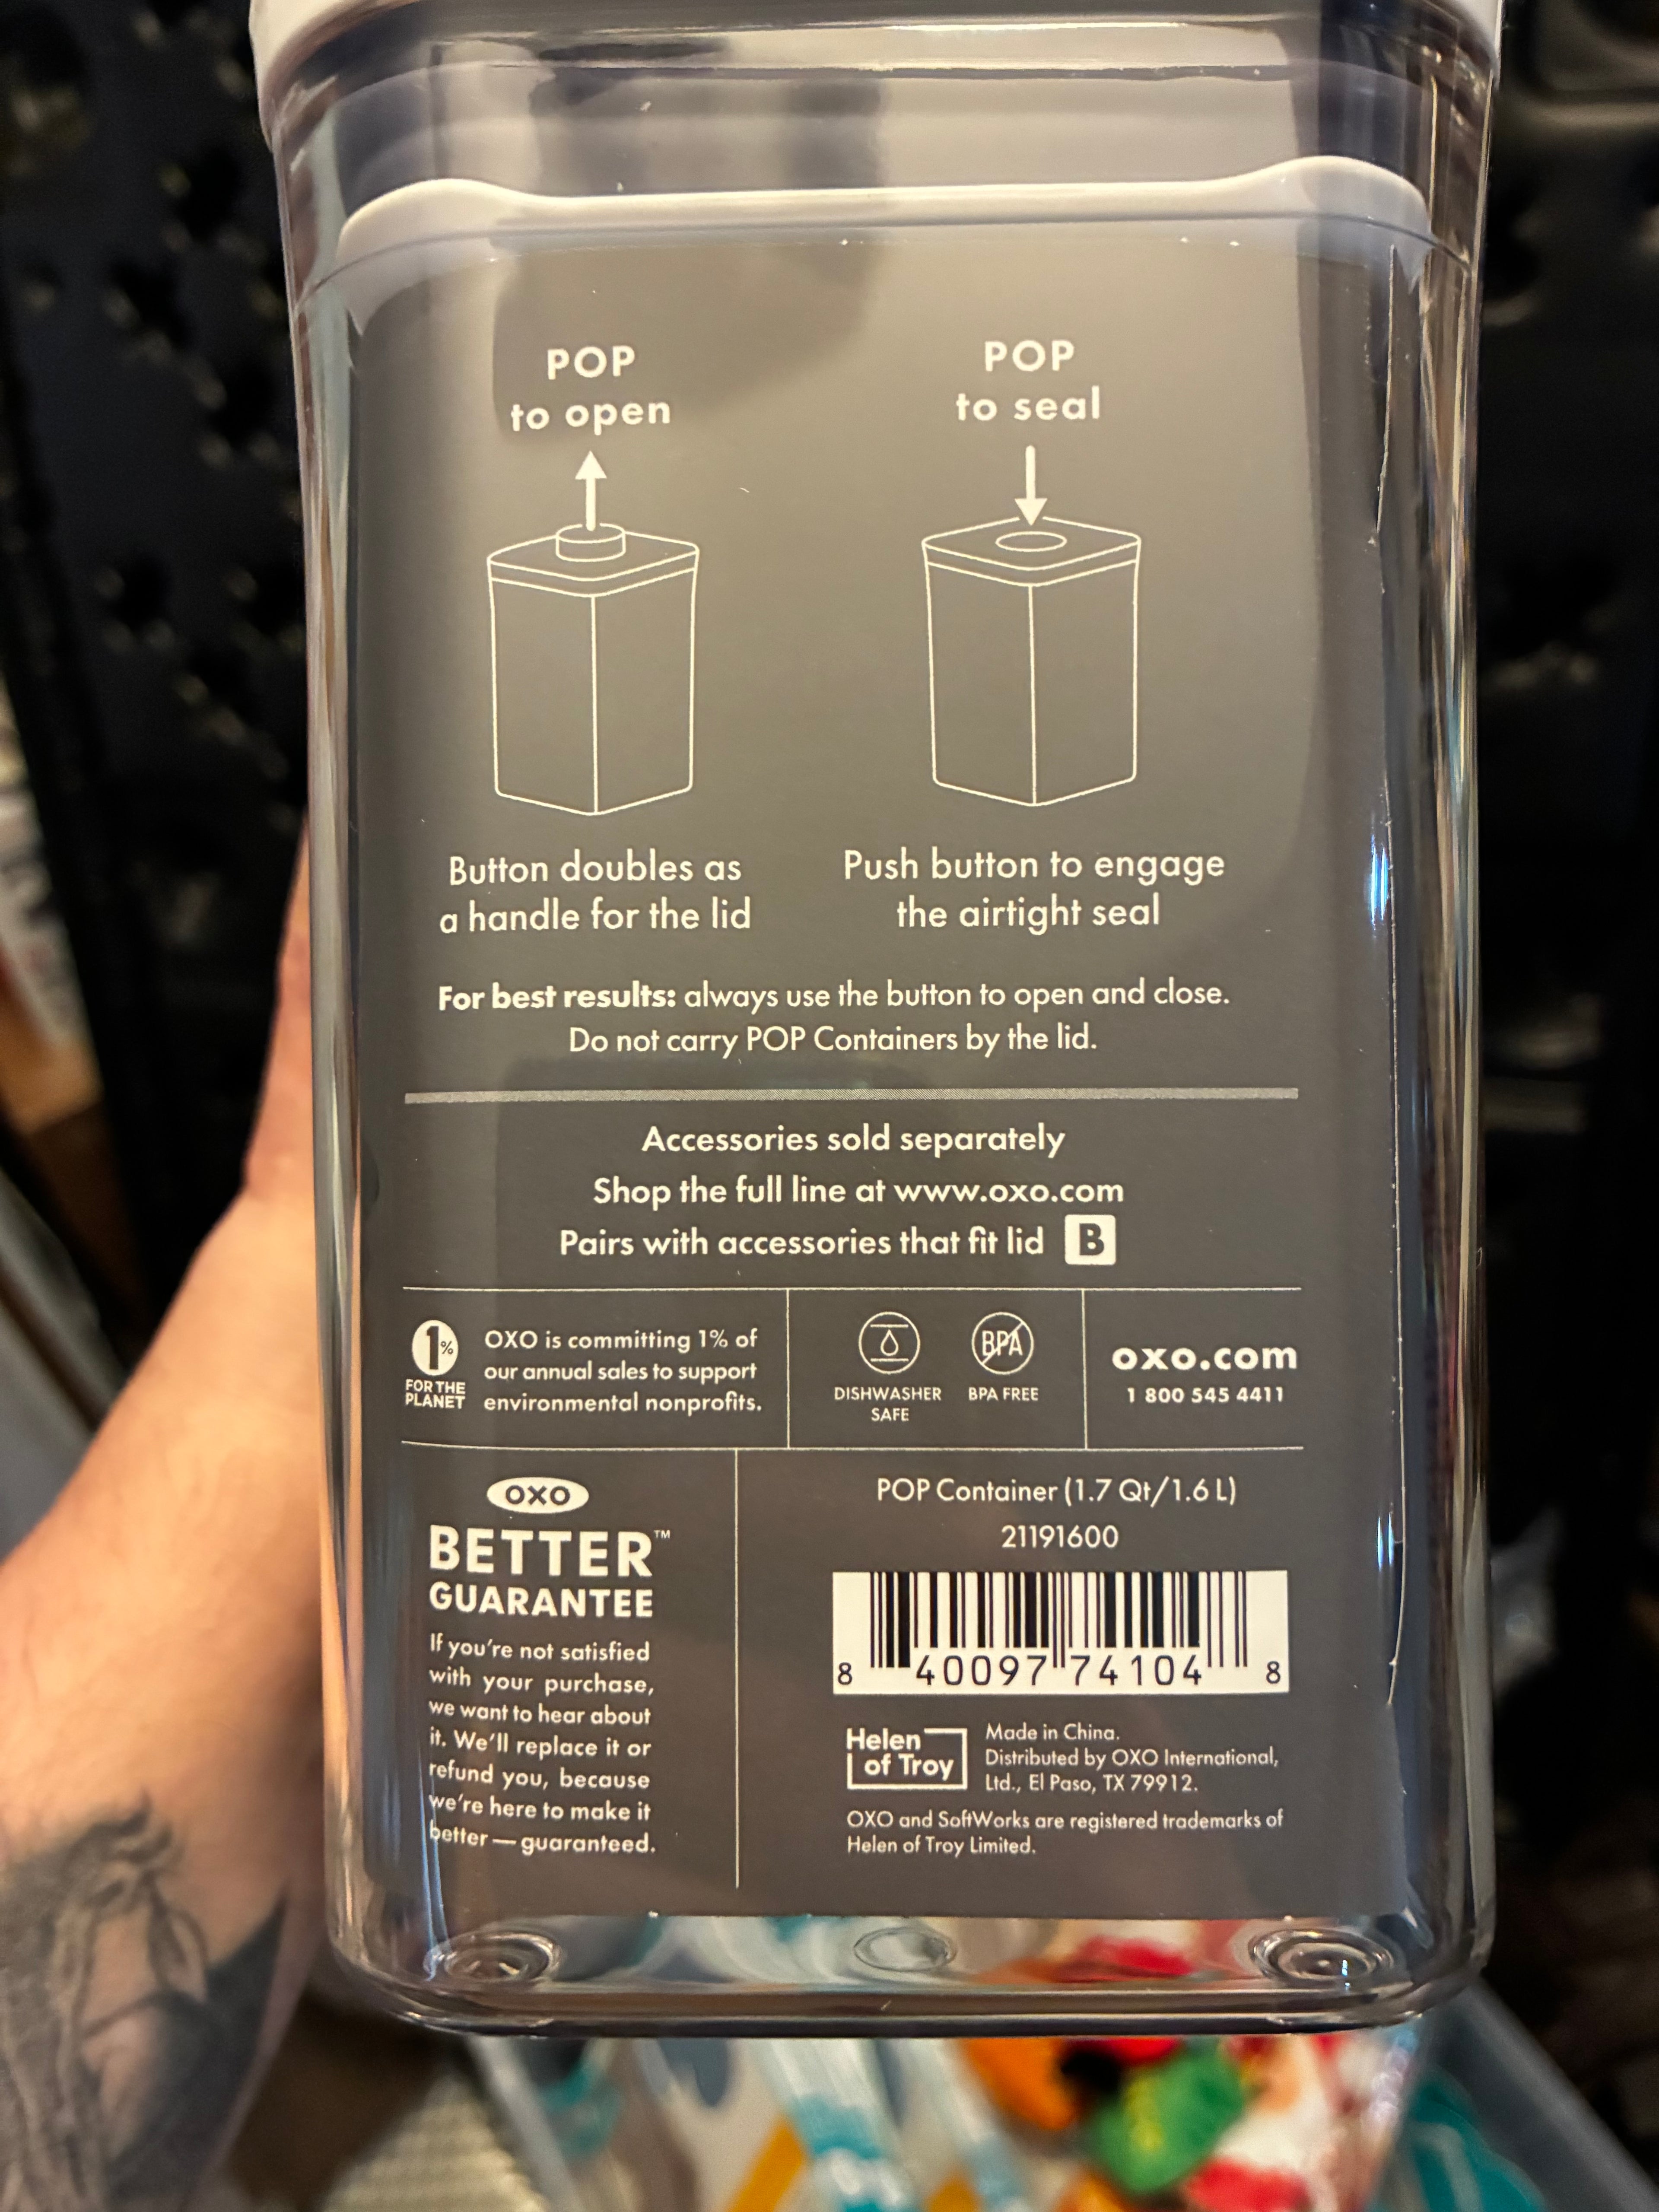 POP
to open
POP
to seal
Button doubles as
a handle for the lid
Push button to engage
the airtight seal
For best results: always use the button to open and close.
Do not carry POP Containers by the lid.
Accessories sold separately
Shop the full line at www.oxo.com
Pairs with accessories that fit lid B
1%
FOR THE
PLANET
OXO is committing 1% of
our annual sales to support
environmental nonprofits.
DISHWASHER
SAFE
BPA
BPA FREE
oxo.com
1 800 545 4411
OXO
BETTER™
GUARANTEE
If you're not satisfied
with your purchase,
we want to hear about
it. We'll replace it or
refund you, because
we're here to make it
better — guaranteed.
POP Container (1.7 Qt/1.6 L)
21191600
8 40097 74104 8
Helen
of Troy
Made in China.
Distributed by OXO International,
Ltd., El Paso, TX 79912.
OXO and SoftWorks are registered trademarks of
Helen of Troy Limited.